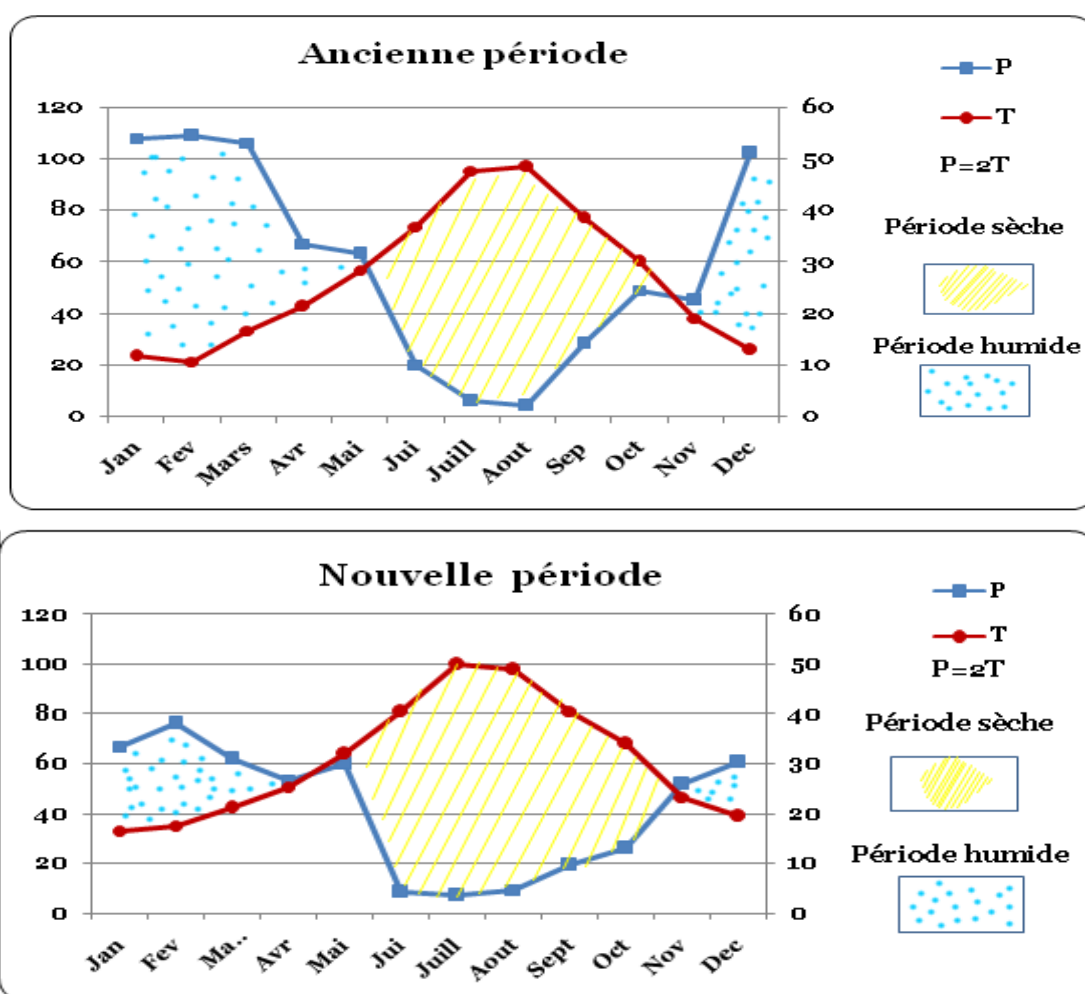 Ancienne période
P
T
P=2T
Période sèche
Période humide
120
100
80
60
40
20
0
60
50
40
30
20
10
0
Jan Fev Mars Avr Mai Jui Juill Aout Sep Oct Nov Dec
Nouvelle période
P
T
P=2T
Période sèche
Période humide
120
100
80
60
40
20
0
60
50
40
30
20
10
0
Jan Fev Ma.. Avr Mai Jui Juill Aout Sept Oct Nov Dec